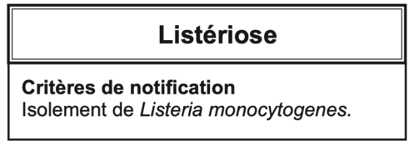 Listériose
Critères de notification
Isolement de Listeria monocytogenes.